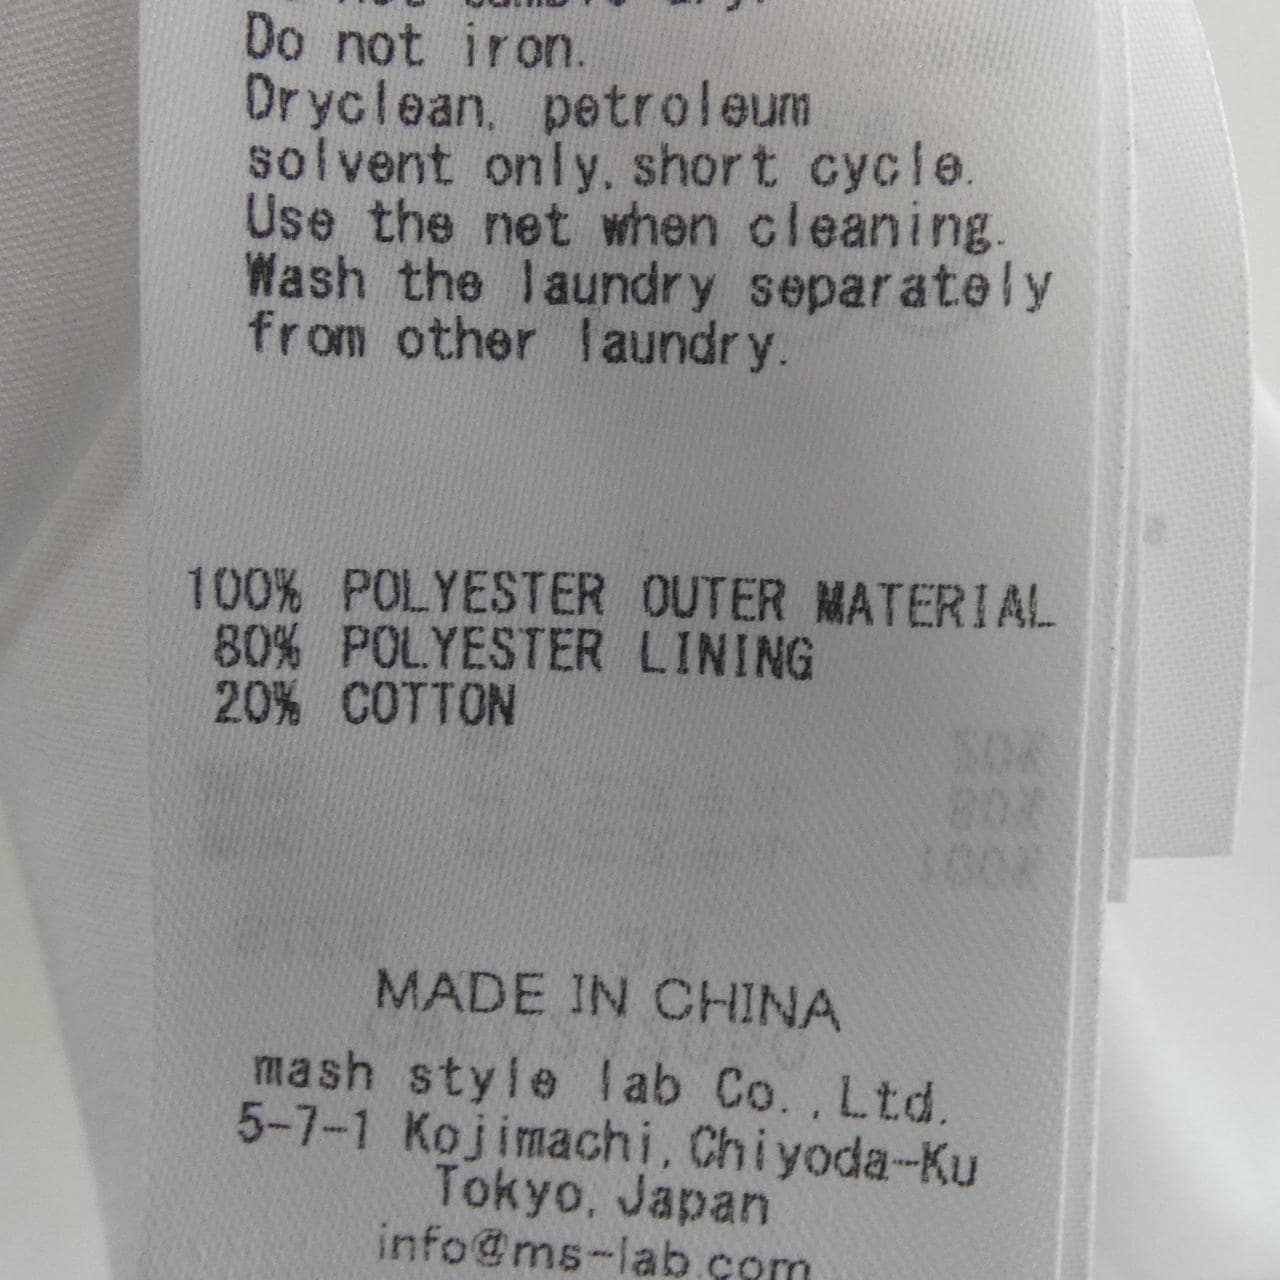 Do not iron.
Dryclean, petroleum
solvent only, short cycle.
Use the net when cleaning.
Wash the laundry separately
from other laundry.
100% POLYESTER OUTER MATERIAL
80% POLYESTER LINING
20% COTTON
MADE IN CHINA
mash style lab Co.,Ltd.
5-7-1 Kojimachi, Chiyoda-Ku
Tokyo, Japan
info@ms-lab.com